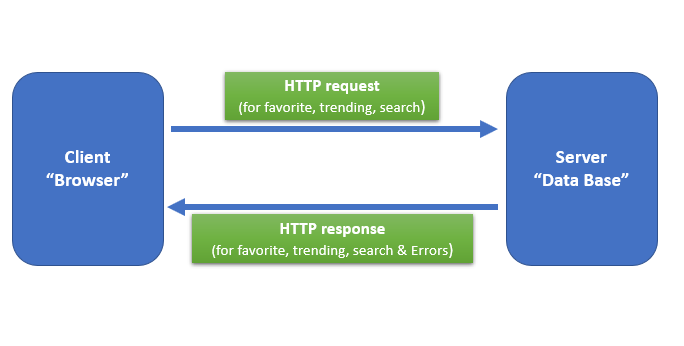 HTTP request
(for favorite, trending, search)
Client
“Browser”
Server
“Data Base”
HTTP response
(for favorite, trending, search & Errors)